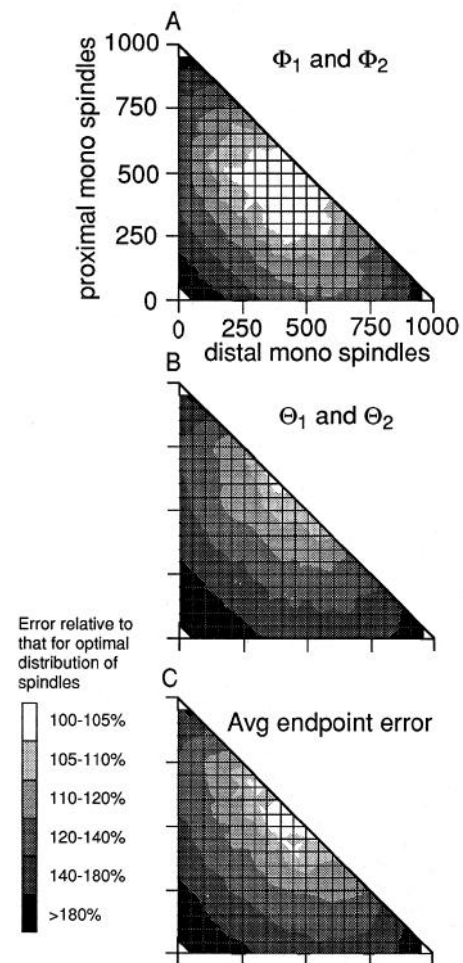 A
Φ₁ and Φ₂
proximal mono spindles
1000
750
500
250
0
0 250 500 750 1000
distal mono spindles
B
Θ₁ and Θ₂
Error relative to
that for optimal
distribution of
spindles
100-105%
105-110%
110-120%
120-140%
140-180%
>180%
C
Avg endpoint error